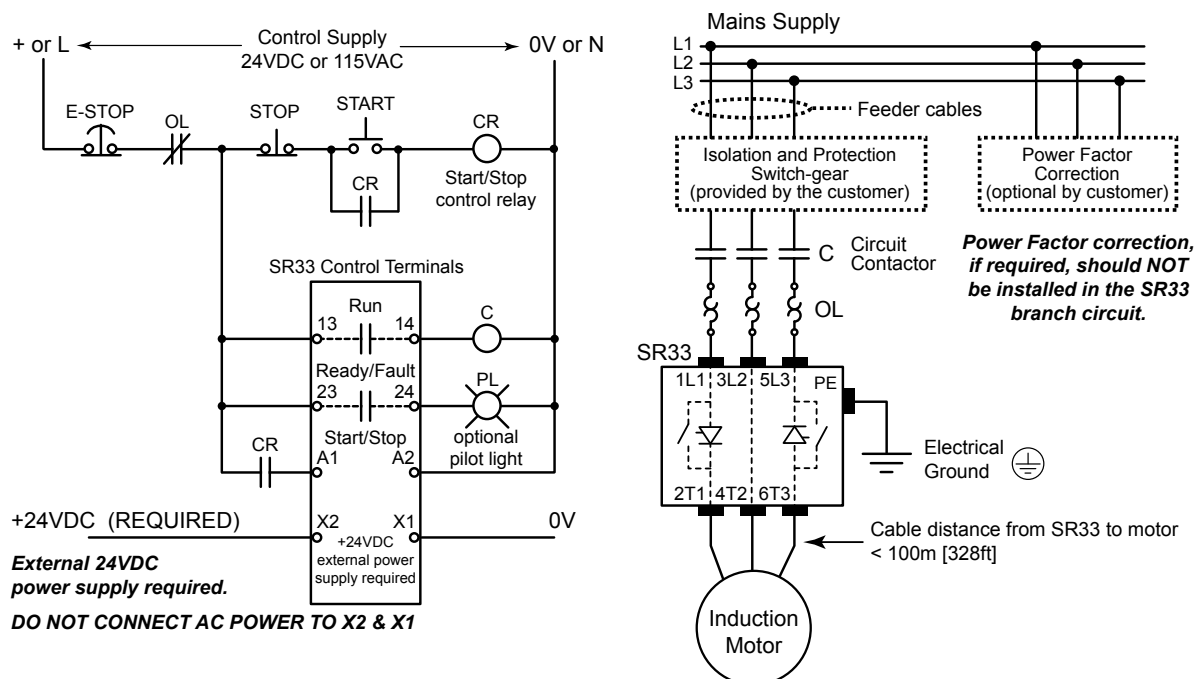 + or L
Control Supply
24VDC or 115VAC
0V or N
E-STOP
OL
STOP
START
CR
CR
Start/Stop
control relay
SR33 Control Terminals
Run
13
14
C
Ready/Fault
23
24
PL
optional
pilot light
CR
Start/Stop
A1
A2
+24VDC (REQUIRED)
X2
X1
0V
+24VDC
external power
supply required
External 24VDC
power supply required.
DO NOT CONNECT AC POWER TO X2 & X1
Mains Supply
L1
L2
L3
Feeder cables
Isolation and Protection
Switch-gear
(provided by the customer)
Power Factor
Correction
(optional by customer)
C
Circuit
Contactor
Power Factor correction,
if required, should NOT
be installed in the SR33
branch circuit.
OL
SR33
1L1 3L2 5L3
PE
Electrical
Ground
2T1 4T2 6T3
Cable distance from SR33 to motor
< 100m [328ft]
Induction
Motor